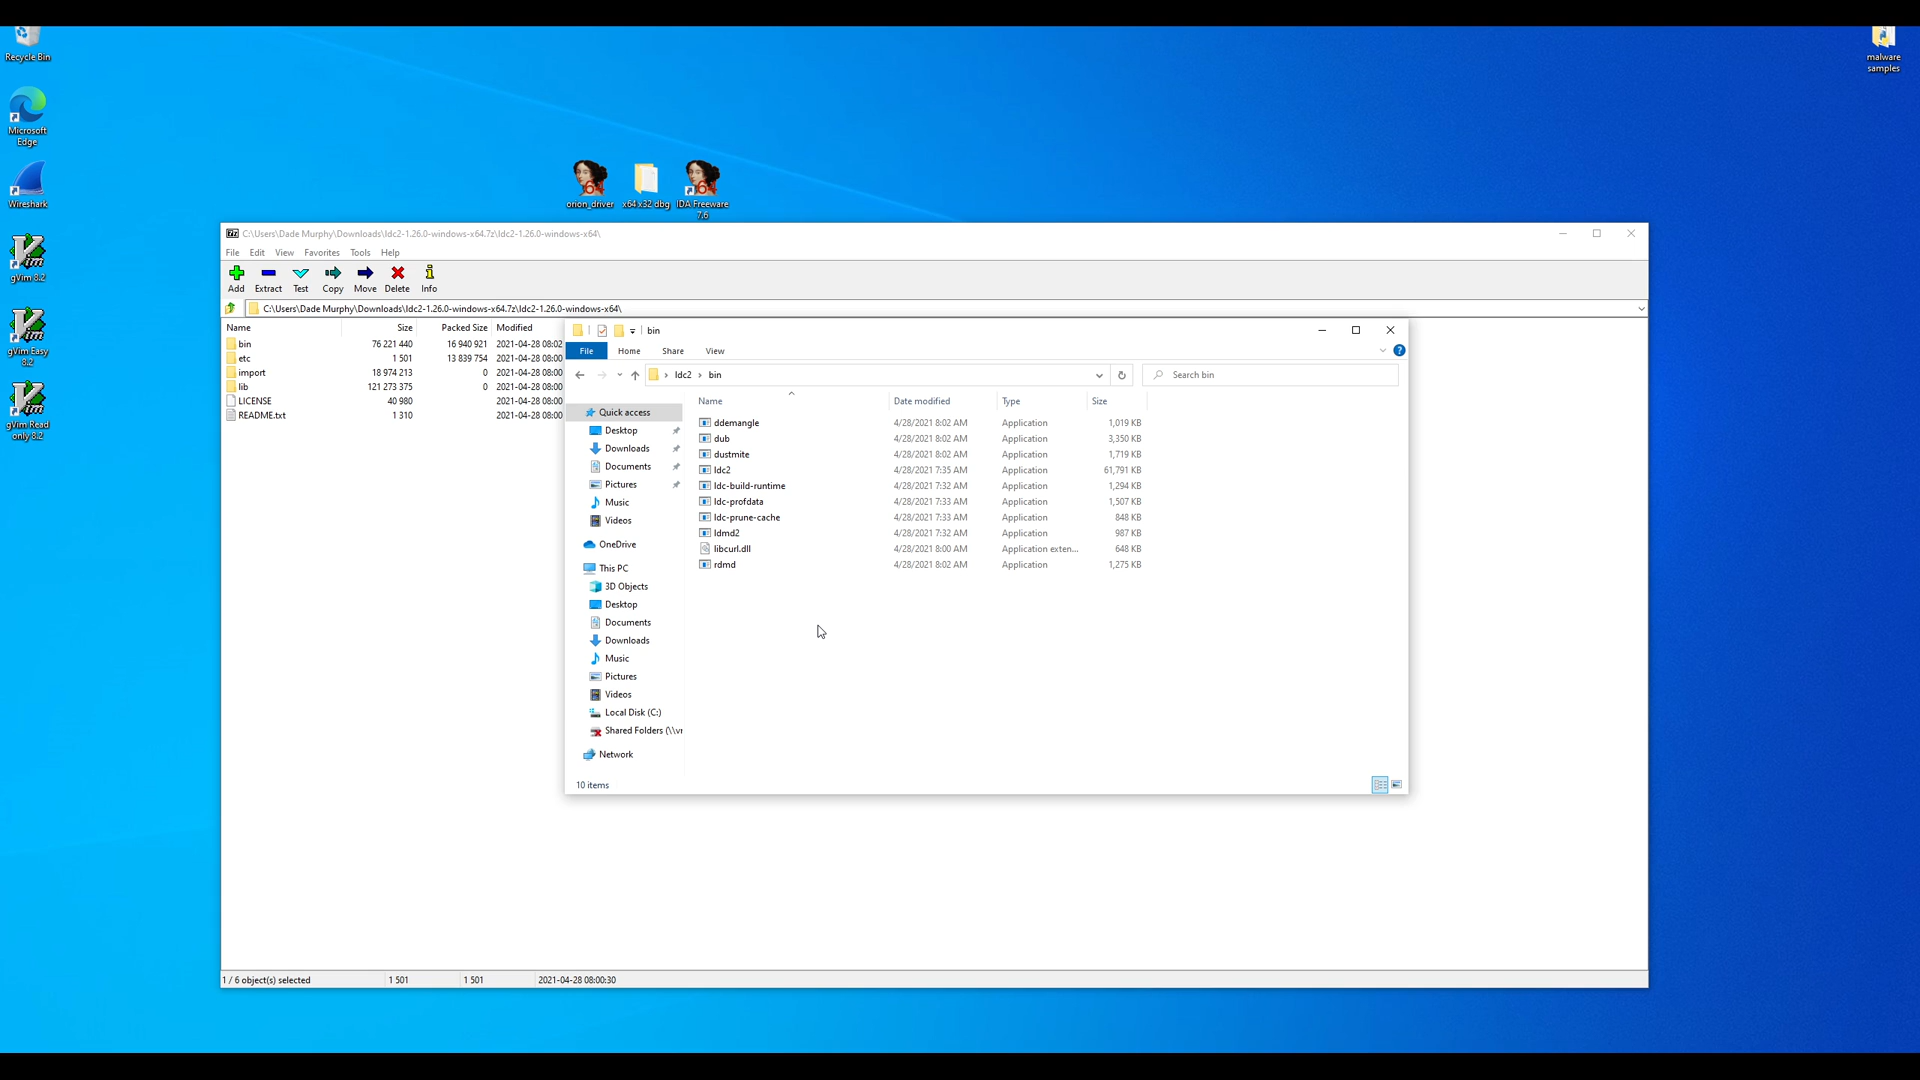 Recycle Bin
malware
samples
Microsoft
Edge
Wireshark
gVim 8.2
gVim Easy
8.2
gVim Read
only 8.2
orion_driver
x64 x32 dbg
IDA Freeware
7.6
C:\Users\Dade Murphy\Downloads\ldc2-1.26.0-windows-x64.7z\ldc2-1.26.0-windows-x64\
File Edit View Favorites Tools Help
Add Extract Test Copy Move Delete Info
C:\Users\Dade Murphy\Downloads\ldc2-1.26.0-windows-x64.7z\ldc2-1.26.0-windows-x64\
Name Size Packed Size Modified
bin 76 221 440 16 940 921 2021-04-28 08:02
etc 1 501 13 839 754 2021-04-28 08:00
import 18 974 213 0 2021-04-28 08:00
lib 121 273 375 0 2021-04-28 08:00
LICENSE 40 980 2021-04-28 08:00
README.txt 1 310 2021-04-28 08:00
bin
File Home Share View
ldc2 bin
Search bin
Quick access
Desktop
Downloads
Documents
Pictures
Music
Videos
OneDrive
This PC
3D Objects
Desktop
Documents
Downloads
Music
Pictures
Videos
Local Disk (C:)
Shared Folders (\\vr
Network
Name Date modified Type Size
ddemangle 4/28/2021 8:02 AM Application 1,019 KB
dub 4/28/2021 8:02 AM Application 3,350 KB
dustmite 4/28/2021 8:02 AM Application 1,719 KB
ldc2 4/28/2021 7:35 AM Application 61,791 KB
ldc-build-runtime 4/28/2021 7:32 AM Application 1,294 KB
ldc-profdata 4/28/2021 7:33 AM Application 1,507 KB
ldc-prune-cache 4/28/2021 7:33 AM Application 848 KB
ldmd2 4/28/2021 7:32 AM Application 987 KB
libcurl.dll 4/28/2021 8:00 AM Application exten... 648 KB
rdmd 4/28/2021 8:02 AM Application 1,275 KB
10 items
1 / 6 object(s) selected 1 501 1 501 2021-04-28 08:00:30